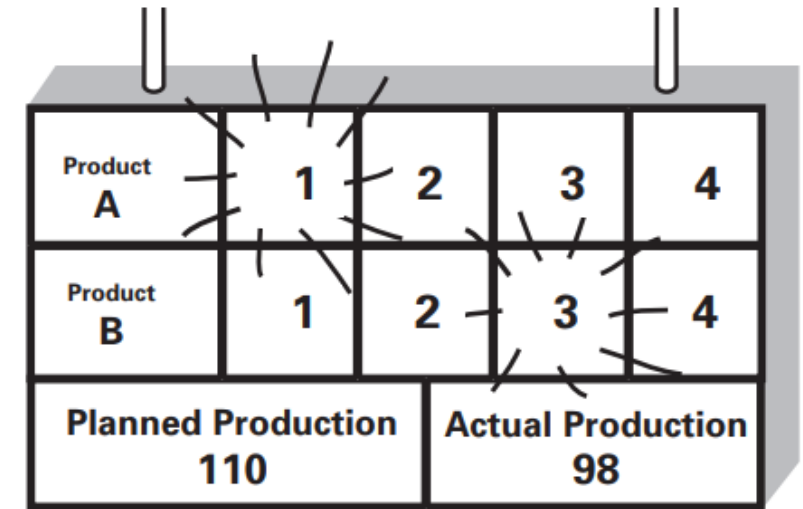 Product
A
1 2 3 4
Product
B
1 2 3 4
Planned Production
110
Actual Production
98